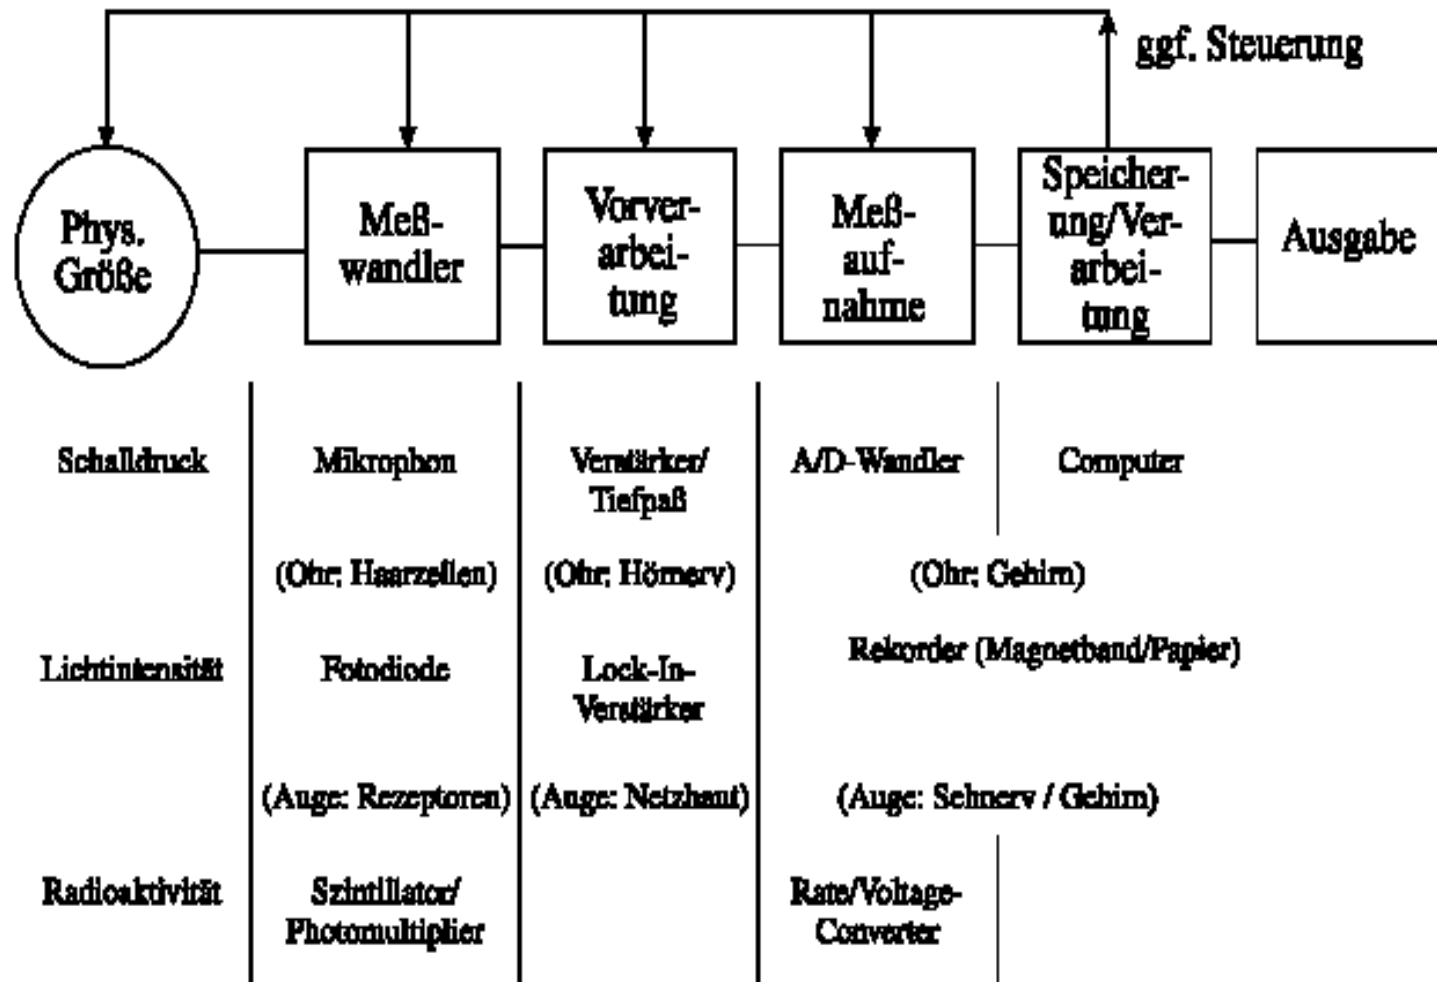 ggf. Steuerung
Phys.
Größe
Meß-
wandler
Vorver-
arbei-
tung
Meß-
auf-
nahme
Speicher-
ung/Ver-
arbei-
tung
Ausgabe
Schalldruck
Mikrophon
Verstärker/
Tiefpaß
A/D-Wandler
Computer
(Ohr: Haarzellen)
(Ohr: Hörnerv)
(Ohr: Gehirn)
Lichtintensität
Fotodiode
Lock-In-
Verstärker
Rekorder (Magnetband/Papier)
(Auge: Rezeptoren)
(Auge: Netzhaut)
(Auge: Sehnerv / Gehirn)
Radioaktivität
Szintillator/
Photomultiplier
Rate/Voltage-
Converter